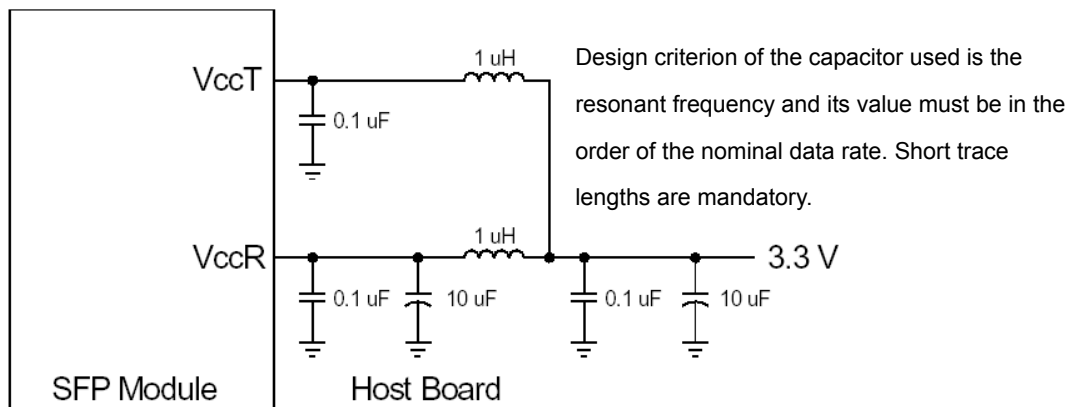 1 uH
VccT
0.1 uF
Design criterion of the capacitor used is the
resonant frequency and its value must be in the
order of the nominal data rate. Short trace
lengths are mandatory.
1 uH
VccR
3.3 V
0.1 uF
10 uF
0.1 uF
10 uF
SFP Module
Host Board